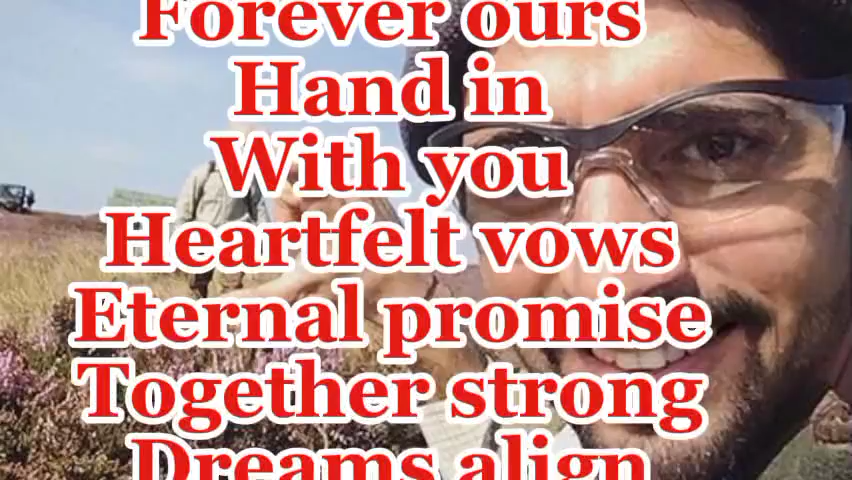 Forever ours
Hand in
With you
Heartfelt vows
Eternal promise
Together strong
Dreams align